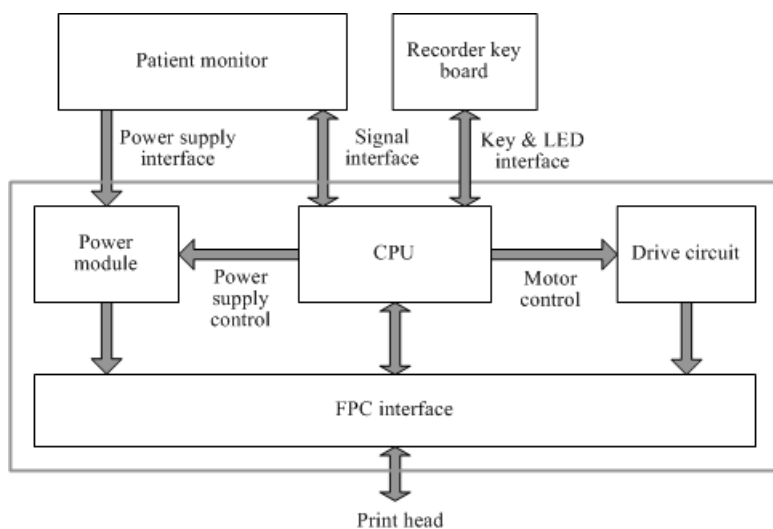 Patient monitor
Recorder key
board
Power supply
interface
Signal
interface
Key & LED
interface
Power
module
CPU
Drive circuit
Power
supply
control
Motor
control
FPC interface
Print head